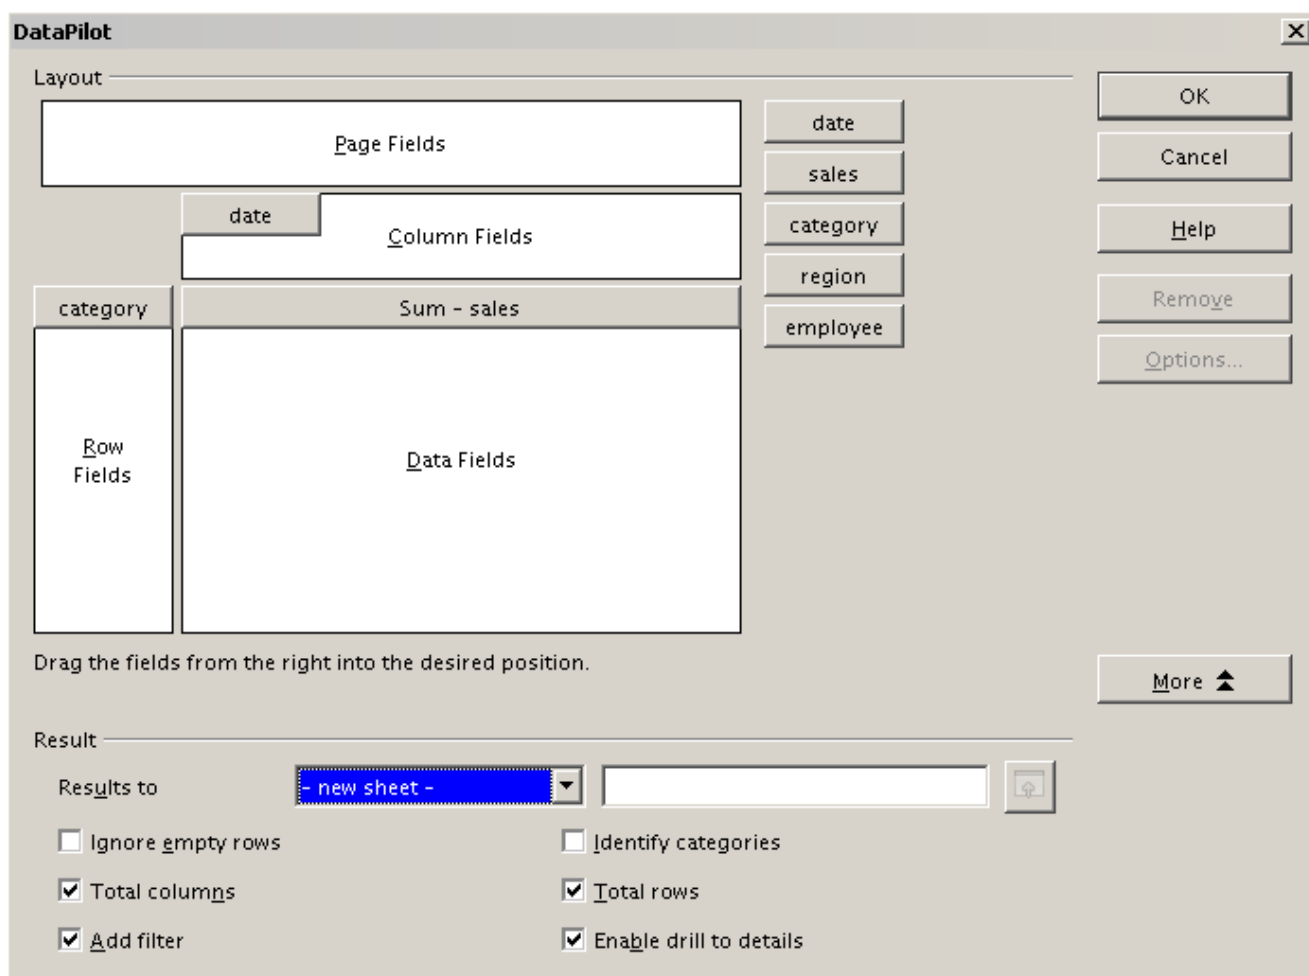 DataPilot
Layout
Page Fields
date
Column Fields
category
Sum - sales
Row
Fields
Data Fields
date
sales
category
region
employee
OK
Cancel
Help
Remove
Options...
Drag the fields from the right into the desired position.
More
Result
Results to
- new sheet -
Ignore empty rows
Identify categories
Total columns
Total rows
Add filter
Enable drill to details